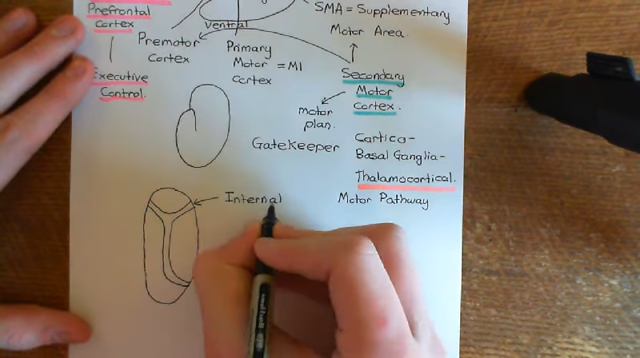 Prefrontal
Cortex
Executive
Control.
ventral
Premotor
Cortex
Primary
Motor = MI
Cortex
SMA = Supplementary
Motor Area
Secondary
Motor
Cortex.
Motor
plan.
Gatekeeper
Cortico-
Basal Ganglia-
Thalamocortical.
Motor Pathway
Internal